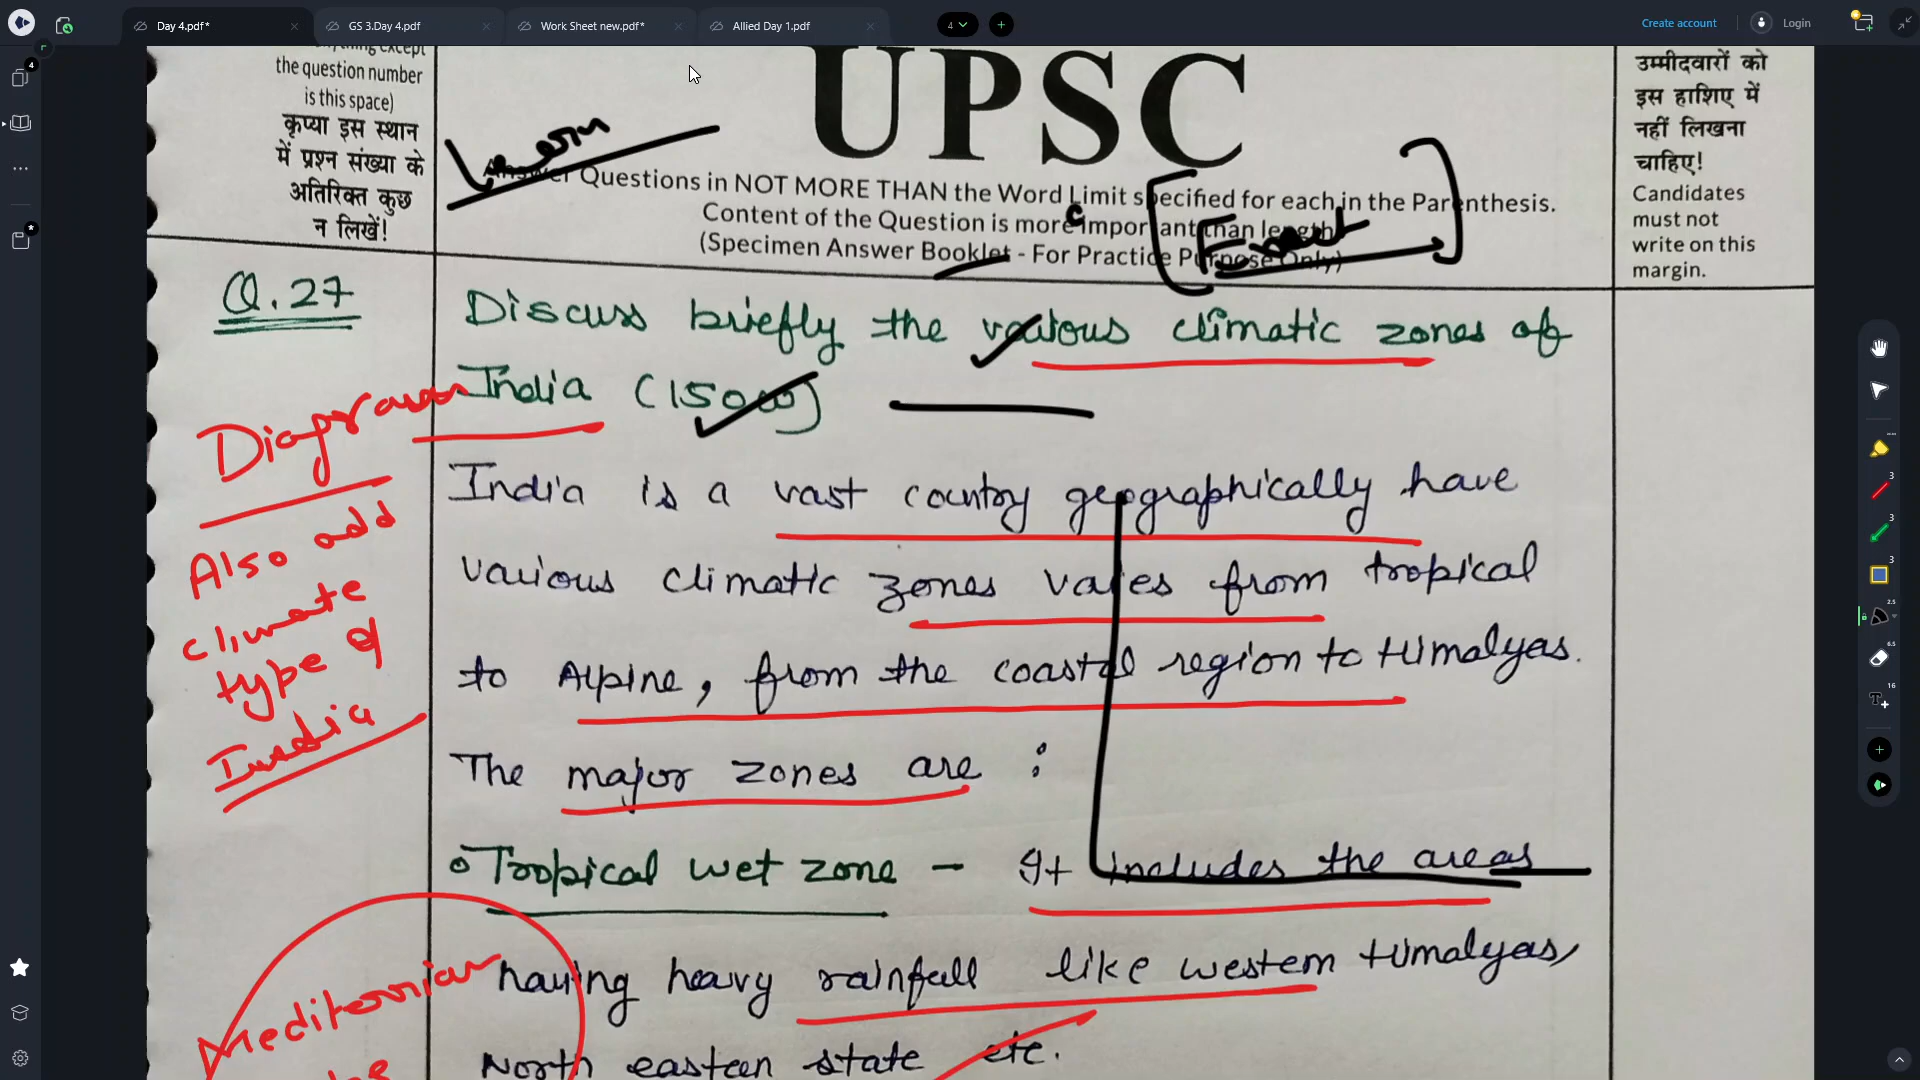 Day 4.pdf*
GS 3.Day 4.pdf
Work Sheet new.pdf*
Allied Day 1.pdf
4
Create account
Login
the question number
is this space)
कृप्या इस स्थान
में प्रश्न संख्या के
अतिरिक्त कुछ
न लिखें!
UPSC
Answer Questions in NOT MORE THAN the Word Limit specified for each in the Parenthesis.
Content of the Question is more important than length
(Specimen Answer Booklet - For Practice Purpose Only)
उम्मीदवारों को
इस हाशिए में
नहीं लिखना
चाहिए!
Candidates
must not
write on this
margin.
Q.27
Discuss briefly the various climatic zones of
India (150
Diagram
Also add
climate
type of
India
India is a vast country geographically have
various climatic zones varies from tropical
to Alpine, from the coastal region to Himalyas.
The major zones are :
Tropical wet zone - It includes the areas
having heavy rainfall like western Himalyas,
North eastern state etc.